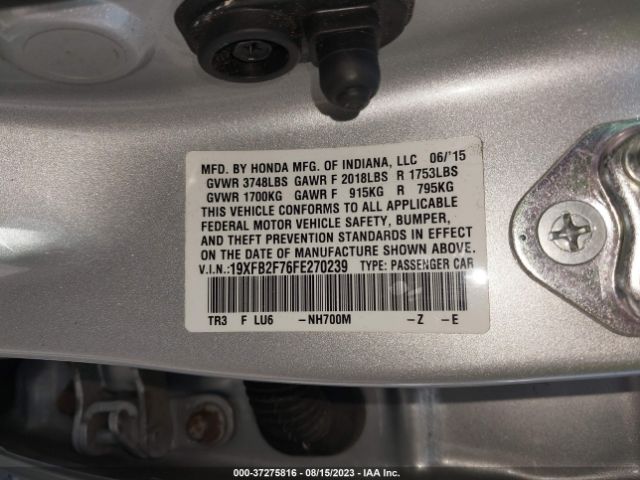 MFD. BY HONDA MFG. OF INDIANA, LLC 06/'15
GVWR 3748LBS GAWR F 2018LBS R 1753LBS
GVWR 1700KG GAWR F 915KG R 795KG
THIS VEHICLE CONFORMS TO ALL APPLICABLE
FEDERAL MOTOR VEHICLE SAFETY, BUMPER,
AND THEFT PREVENTION STANDARDS IN EFFECT
ON THE DATE OF MANUFACTURE SHOWN ABOVE.
V.I.N.:19XFB2F76FE270239 TYPE: PASSENGER CAR
TR3 F LU6 -NH700M -Z -E
000-37275816 - 08/15/2023 - IAA Inc.